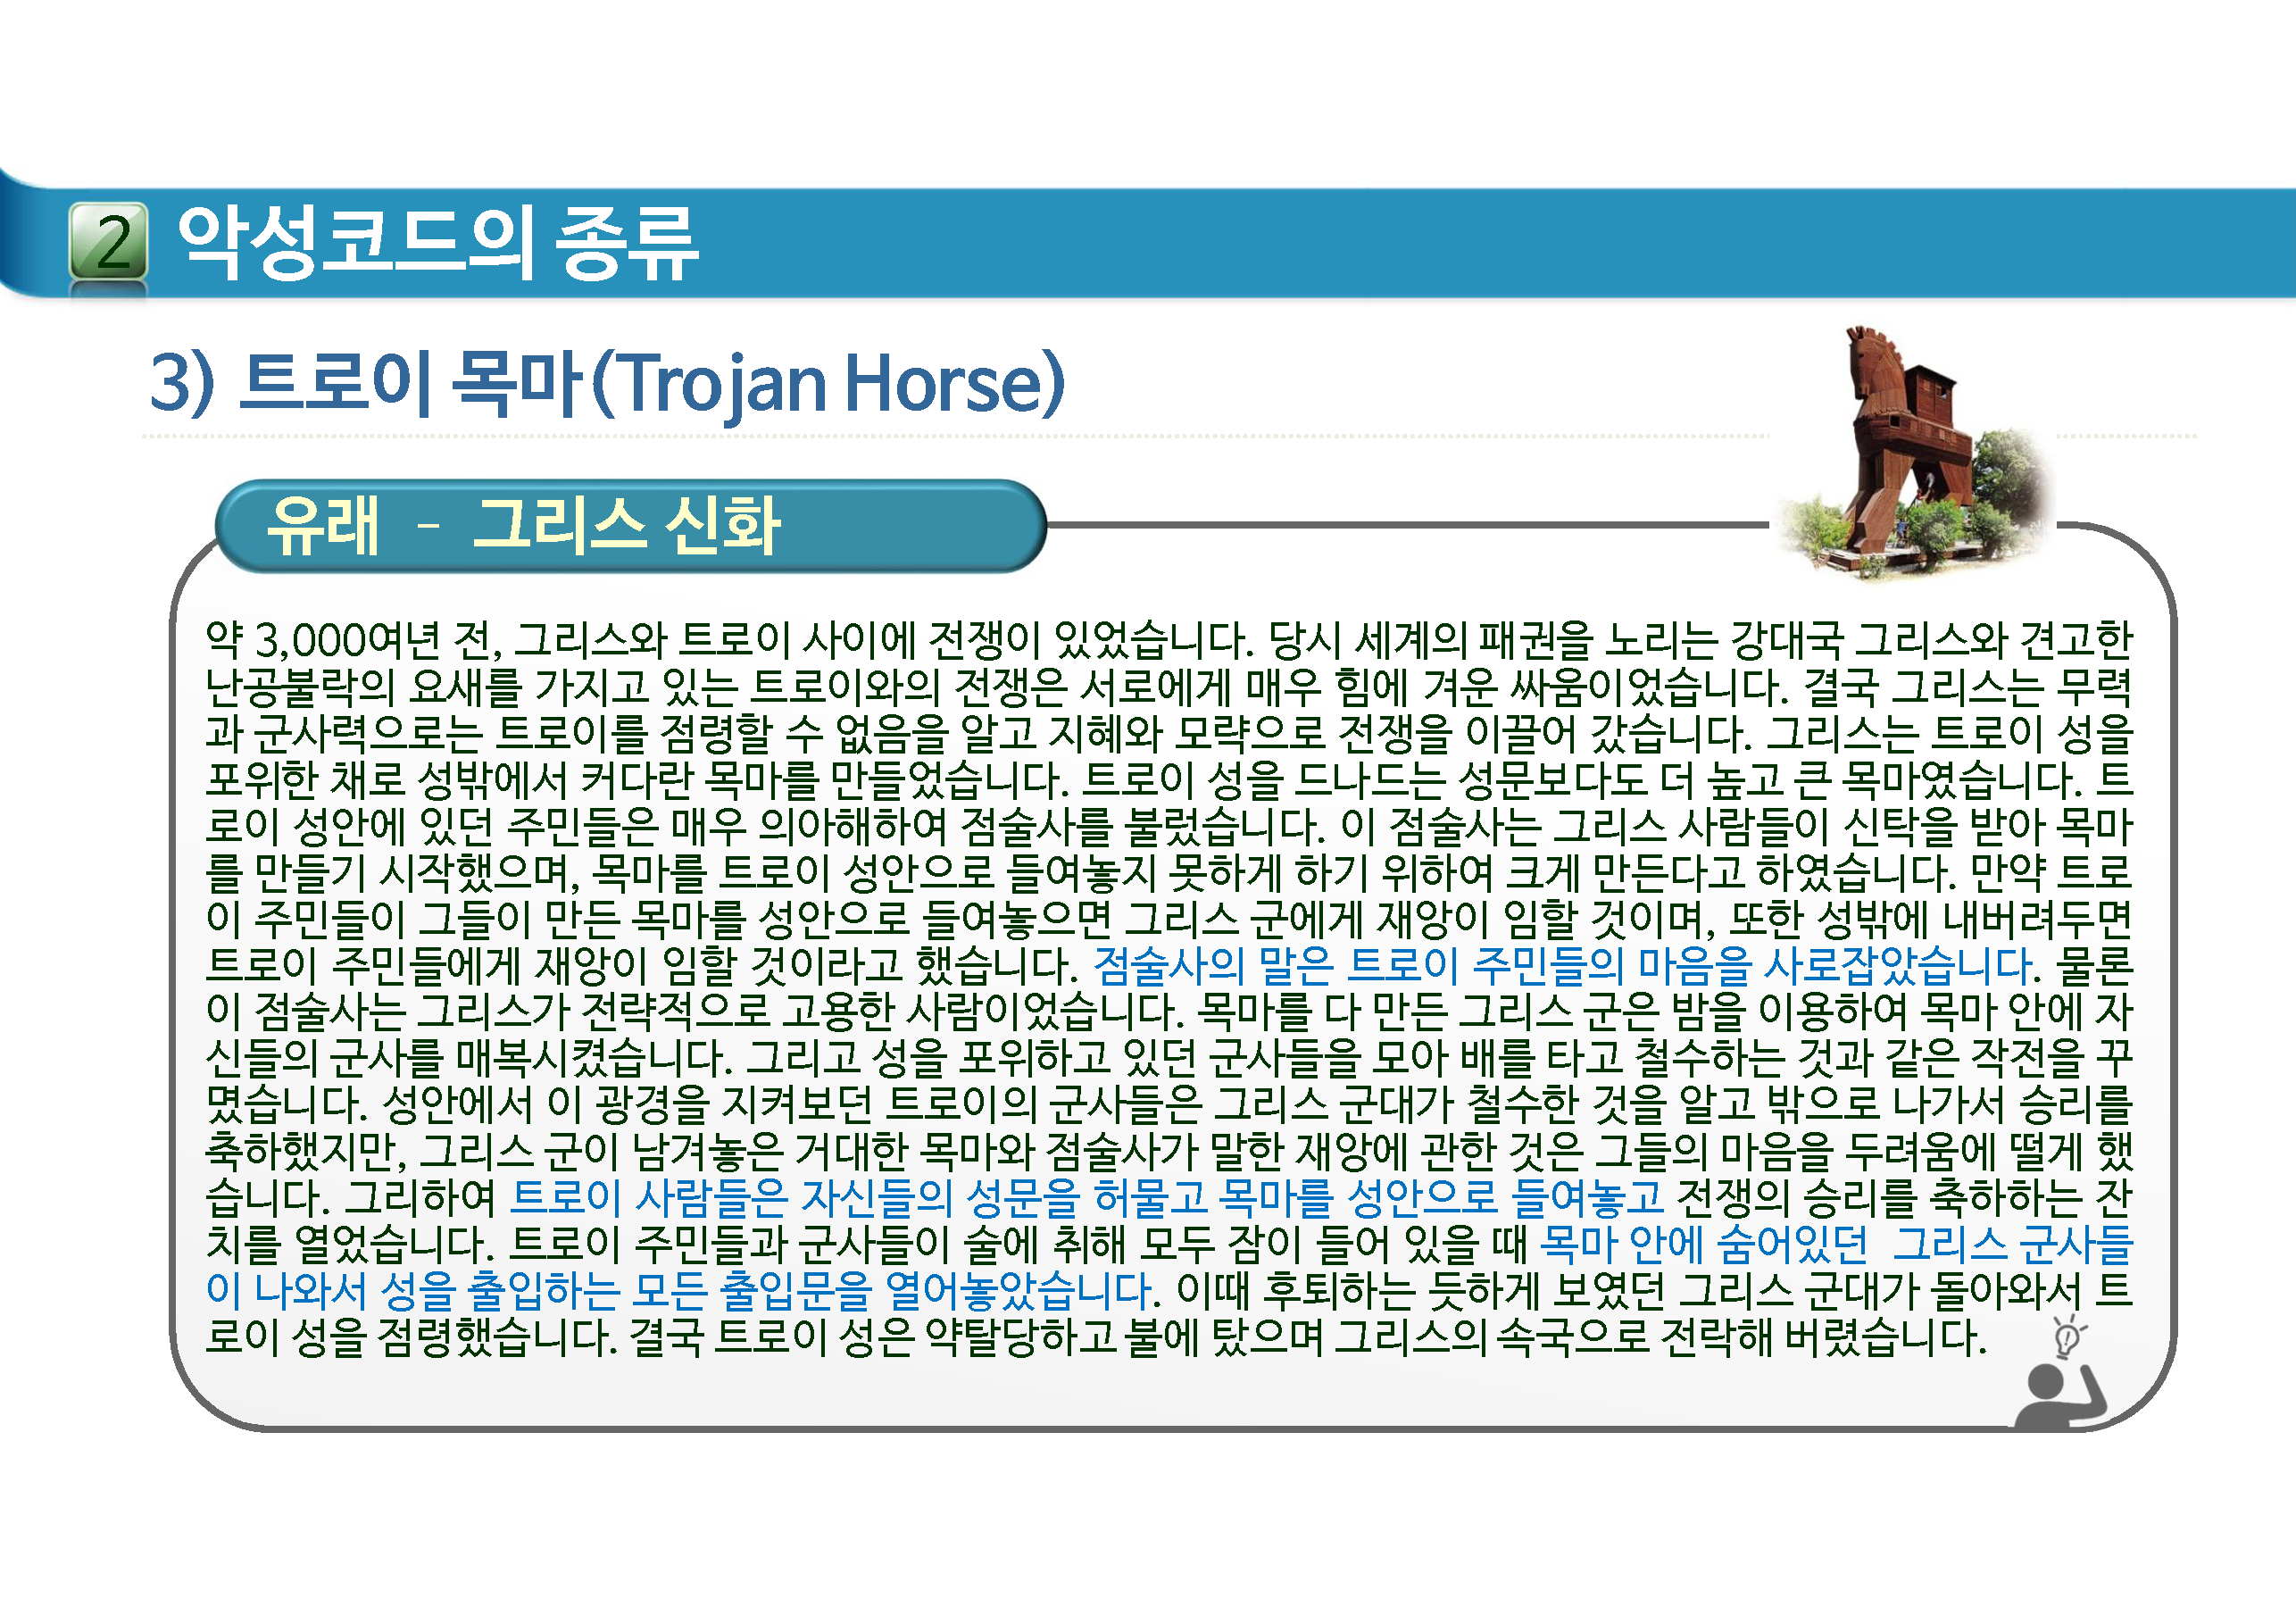 2 악성코드의 종류
3) 트로이 목마(Trojan Horse)
유래 - 그리스 신화
약 3,000여년 전, 그리스와 트로이 사이에 전쟁이 있었습니다. 당시 세계의 패권을 노리는 강대국 그리스와 견고한
난공불락의 요새를 가지고 있는 트로이와의 전쟁은 서로에게 매우 힘에 겨운 싸움이었습니다. 결국 그리스는 무력
과 군사력으로는 트로이를 점령할 수 없음을 알고 지혜와 모략으로 전쟁을 이끌어 갔습니다. 그리스는 트로이 성을
포위한 채로 성밖에서 커다란 목마를 만들었습니다. 트로이 성을 드나드는 성문보다도 더 높고 큰 목마였습니다. 트
로이 성안에 있던 주민들은 매우 의아해하여 점술사를 불렀습니다. 이 점술사는 그리스 사람들이 신탁을 받아 목마
를 만들기 시작했으며, 목마를 트로이 성안으로 들여놓지 못하게 하기 위하여 크게 만든다고 하였습니다. 만약 트로
이 주민들이 그들이 만든 목마를 성안으로 들여놓으면 그리스 군에게 재앙이 임할 것이며, 또한 성밖에 내버려두면
트로이 주민들에게 재앙이 임할 것이라고 했습니다. 점술사의 말은 트로이 주민들의 마음을 사로잡았습니다. 물론
이 점술사는 그리스가 전략적으로 고용한 사람이었습니다. 목마를 다 만든 그리스 군은 밤을 이용하여 목마 안에 자
신들의 군사를 매복시켰습니다. 그리고 성을 포위하고 있던 군사들을 모아 배를 타고 철수하는 것과 같은 작전을 꾸
몄습니다. 성안에서 이 광경을 지켜보던 트로이의 군사들은 그리스 군대가 철수한 것을 알고 밖으로 나가서 승리를
축하했지만, 그리스 군이 남겨놓은 거대한 목마와 점술사가 말한 재앙에 관한 것은 그들의 마음을 두려움에 떨게 했
습니다. 그리하여 트로이 사람들은 자신들의 성문을 허물고 목마를 성안으로 들여놓고 전쟁의 승리를 축하하는 잔
치를 열었습니다. 트로이 주민들과 군사들이 술에 취해 모두 잠이 들어 있을 때 목마 안에 숨어있던 그리스 군사들
이 나와서 성을 출입하는 모든 출입문을 열어놓았습니다. 이때 후퇴하는 듯하게 보였던 그리스 군대가 돌아와서 트
로이 성을 점령했습니다. 결국 트로이 성은 약탈당하고 불에 탔으며 그리스의 속국으로 전락해 버렸습니다.